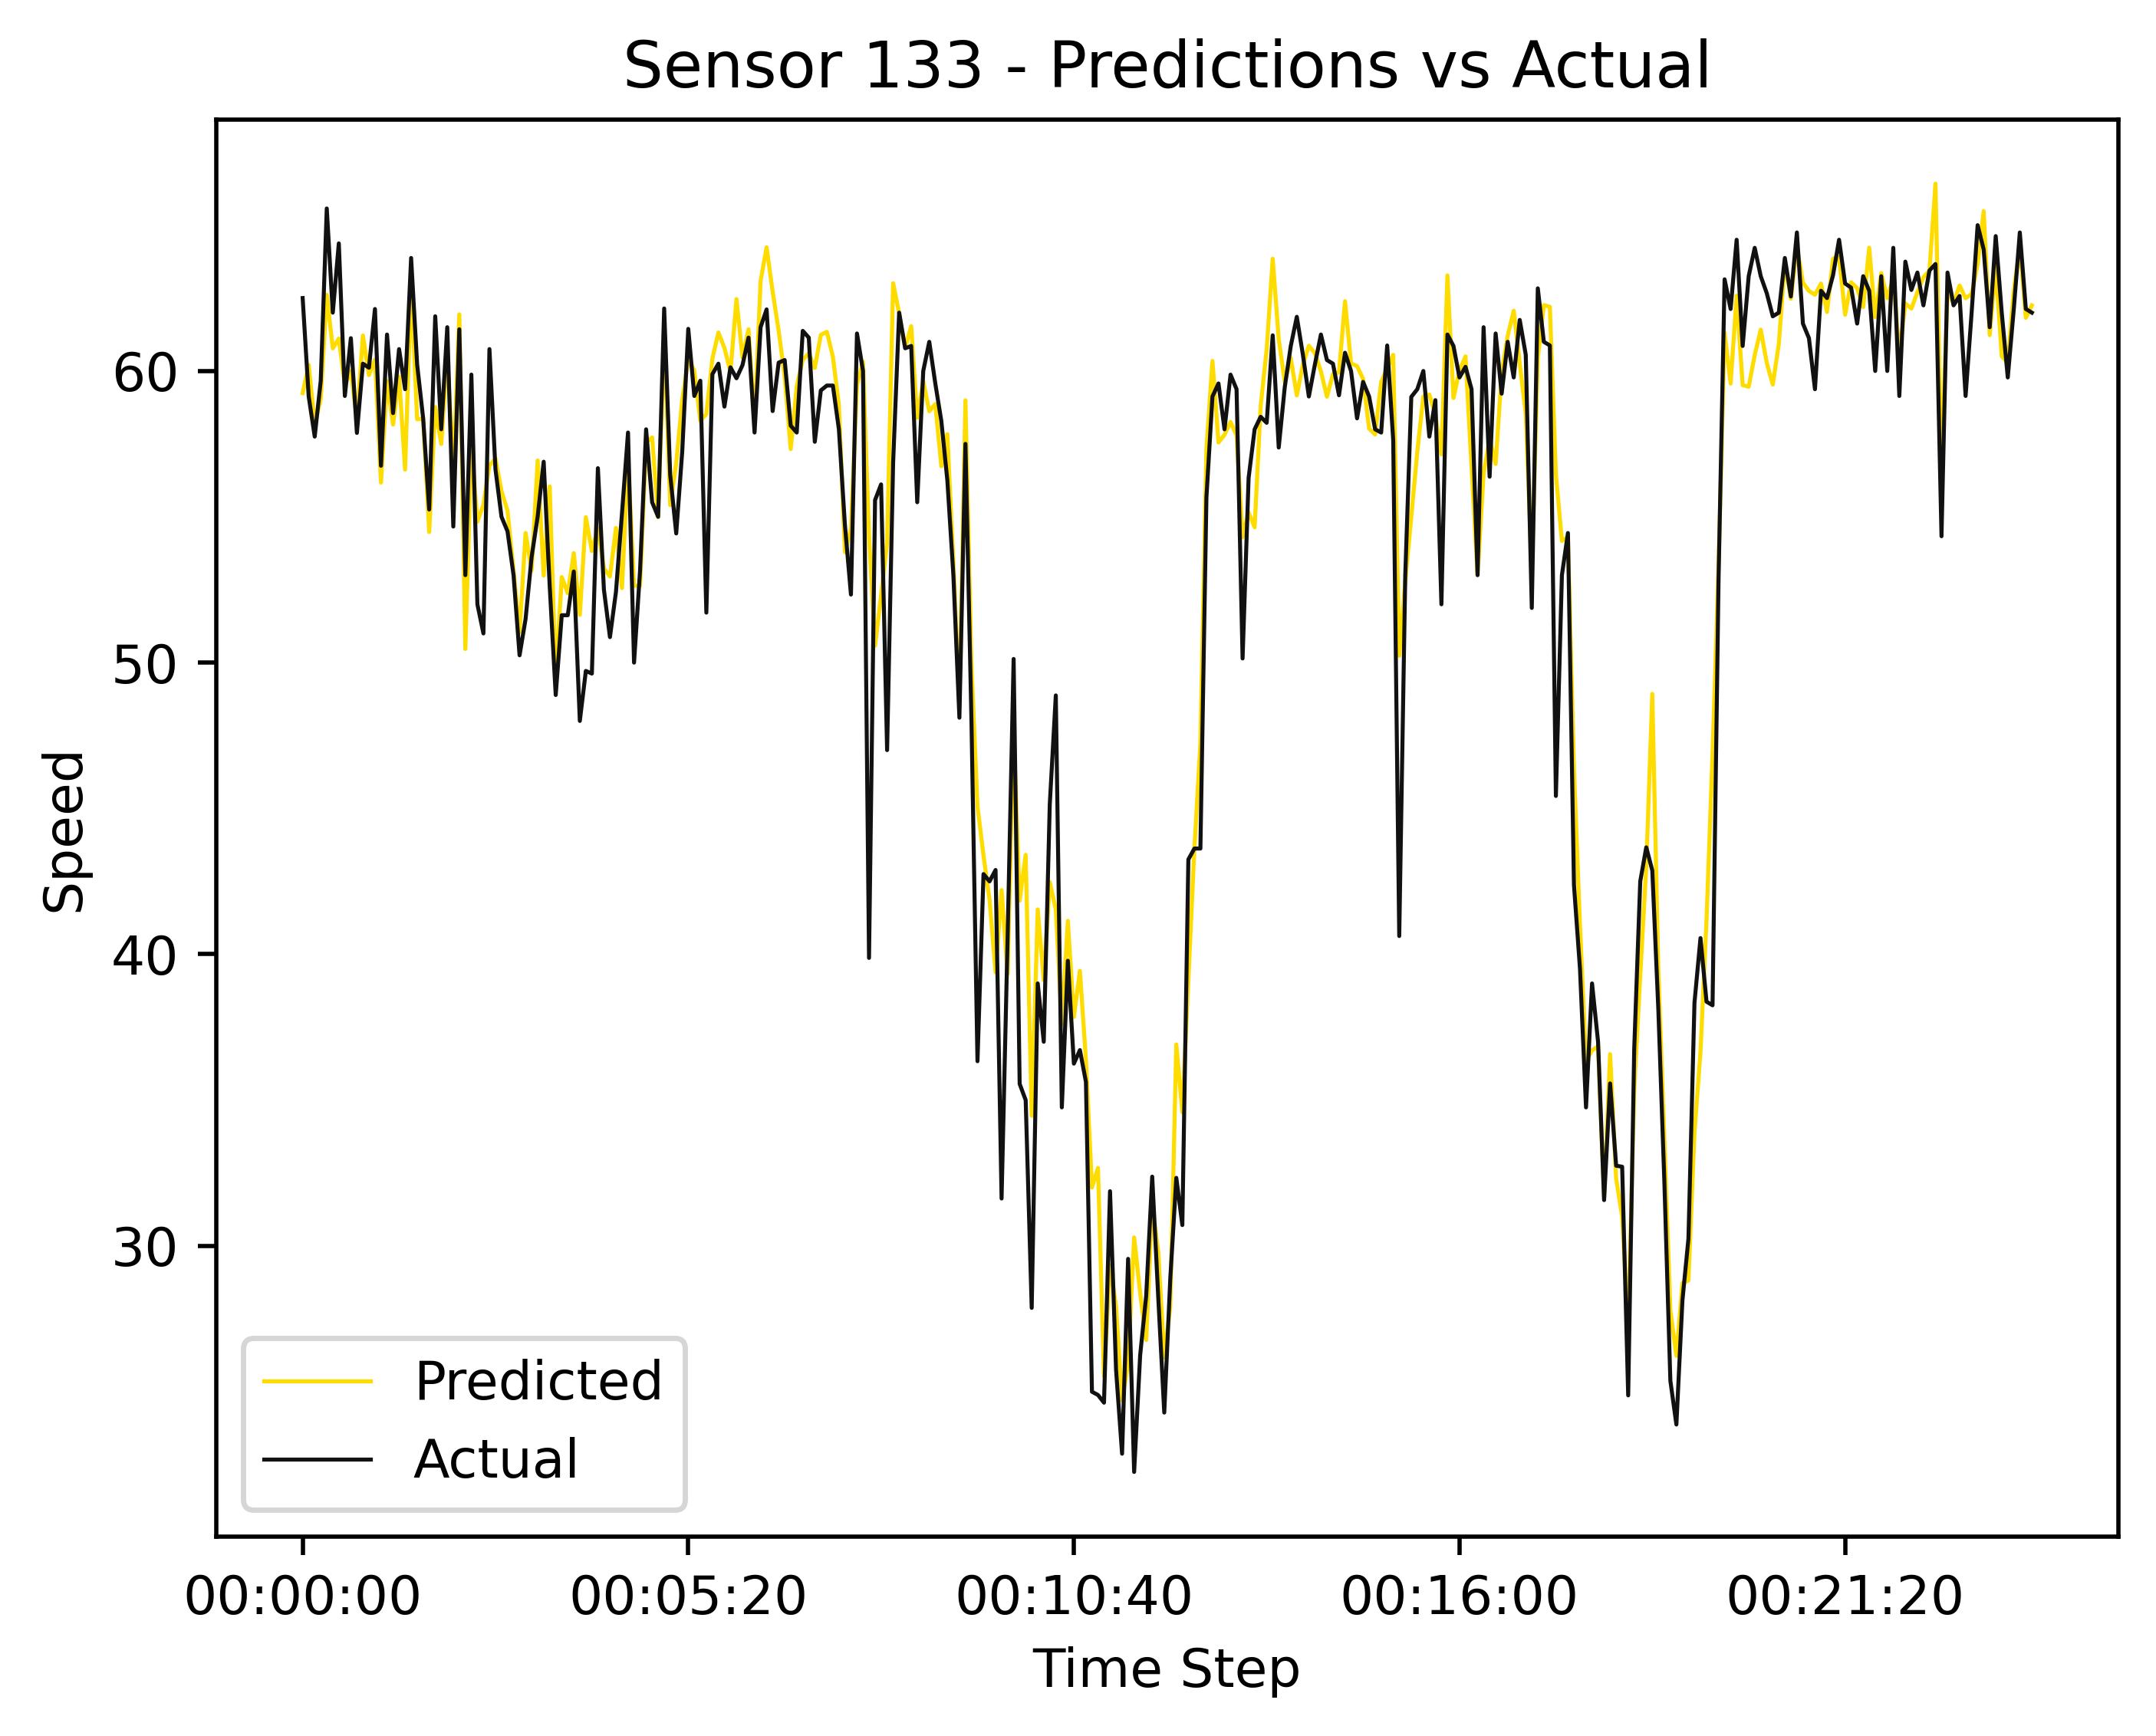 Sensor 133 - Predictions vs Actual
Speed
60
50
40
30
Predicted
Actual
00:00:00
00:05:20
00:10:40
00:16:00
00:21:20
Time Step